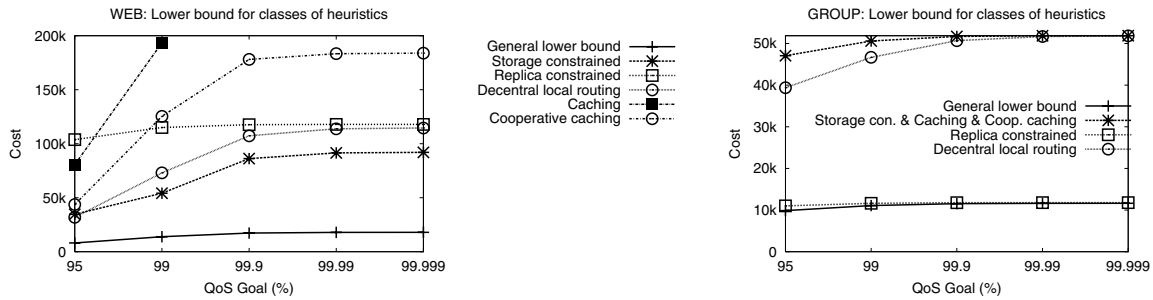 WEB: Lower bound for classes of heuristics
200k
150k
100k
50k
0
Cost
95
99
99.9
99.99
99.999
QoS Goal (%)
General lower bound
Storage constrained
Replica constrained
Decentral local routing
Caching
Cooperative caching
GROUP: Lower bound for classes of heuristics
50k
40k
30k
20k
10k
0
Cost
General lower bound
Storage con. & Caching & Coop. caching
Replica constrained
Decentral local routing
95
99
99.9
99.99
99.999
QoS Goal (%)